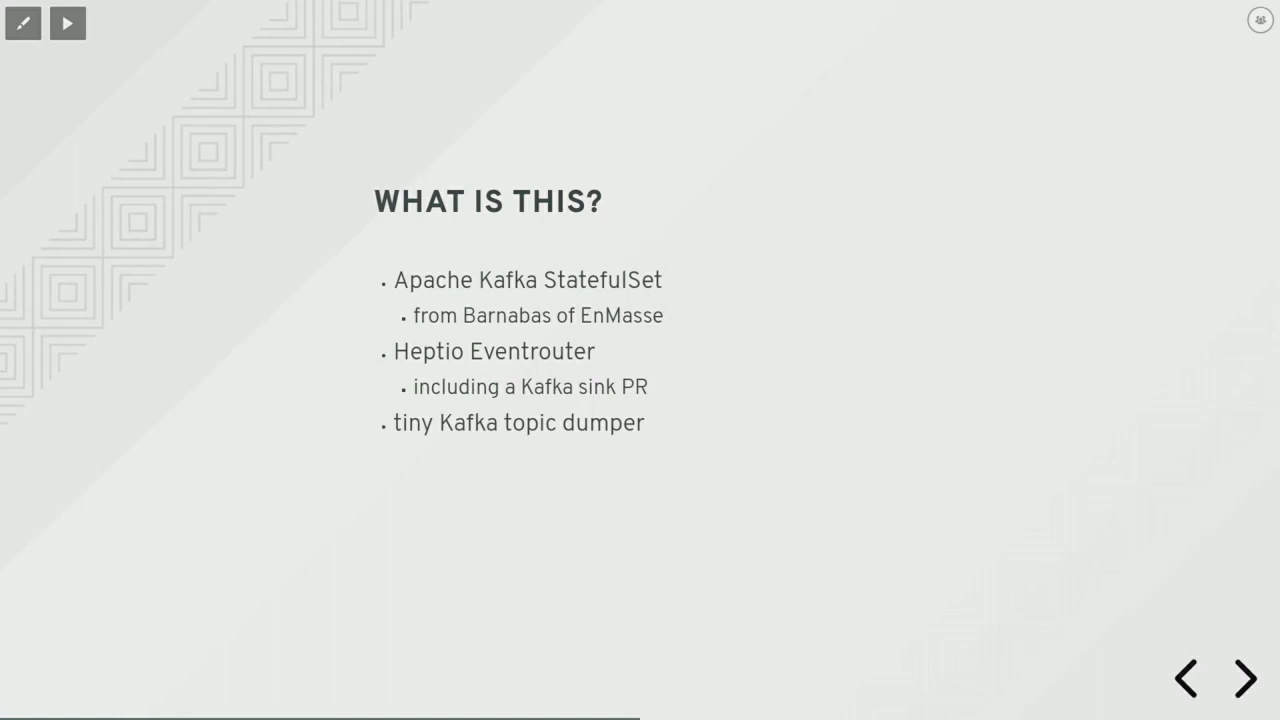 WHAT IS THIS?
• Apache Kafka StatefulSet
• from Barnabas of EnMasse
• Heptio Eventrouter
• including a Kafka sink PR
• tiny Kafka topic dumper